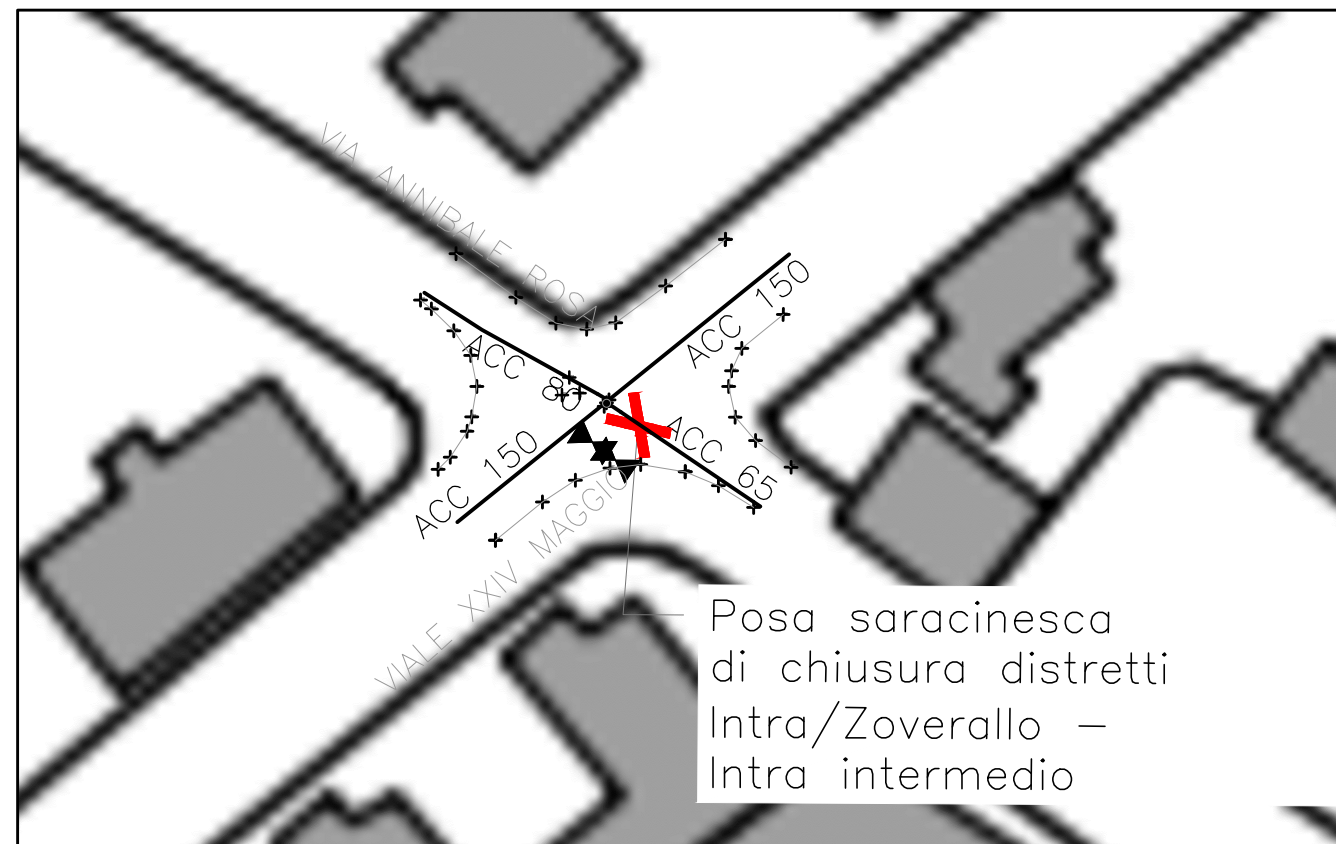 VIA ANNIBALE ROSA
ACC 150
ACC 80
ACC 65
ACC 150
VIALE XXIV MAGGIO
Posa saracinesca
di chiusura distretti
Intra/Zoverallo -
Intra intermedio